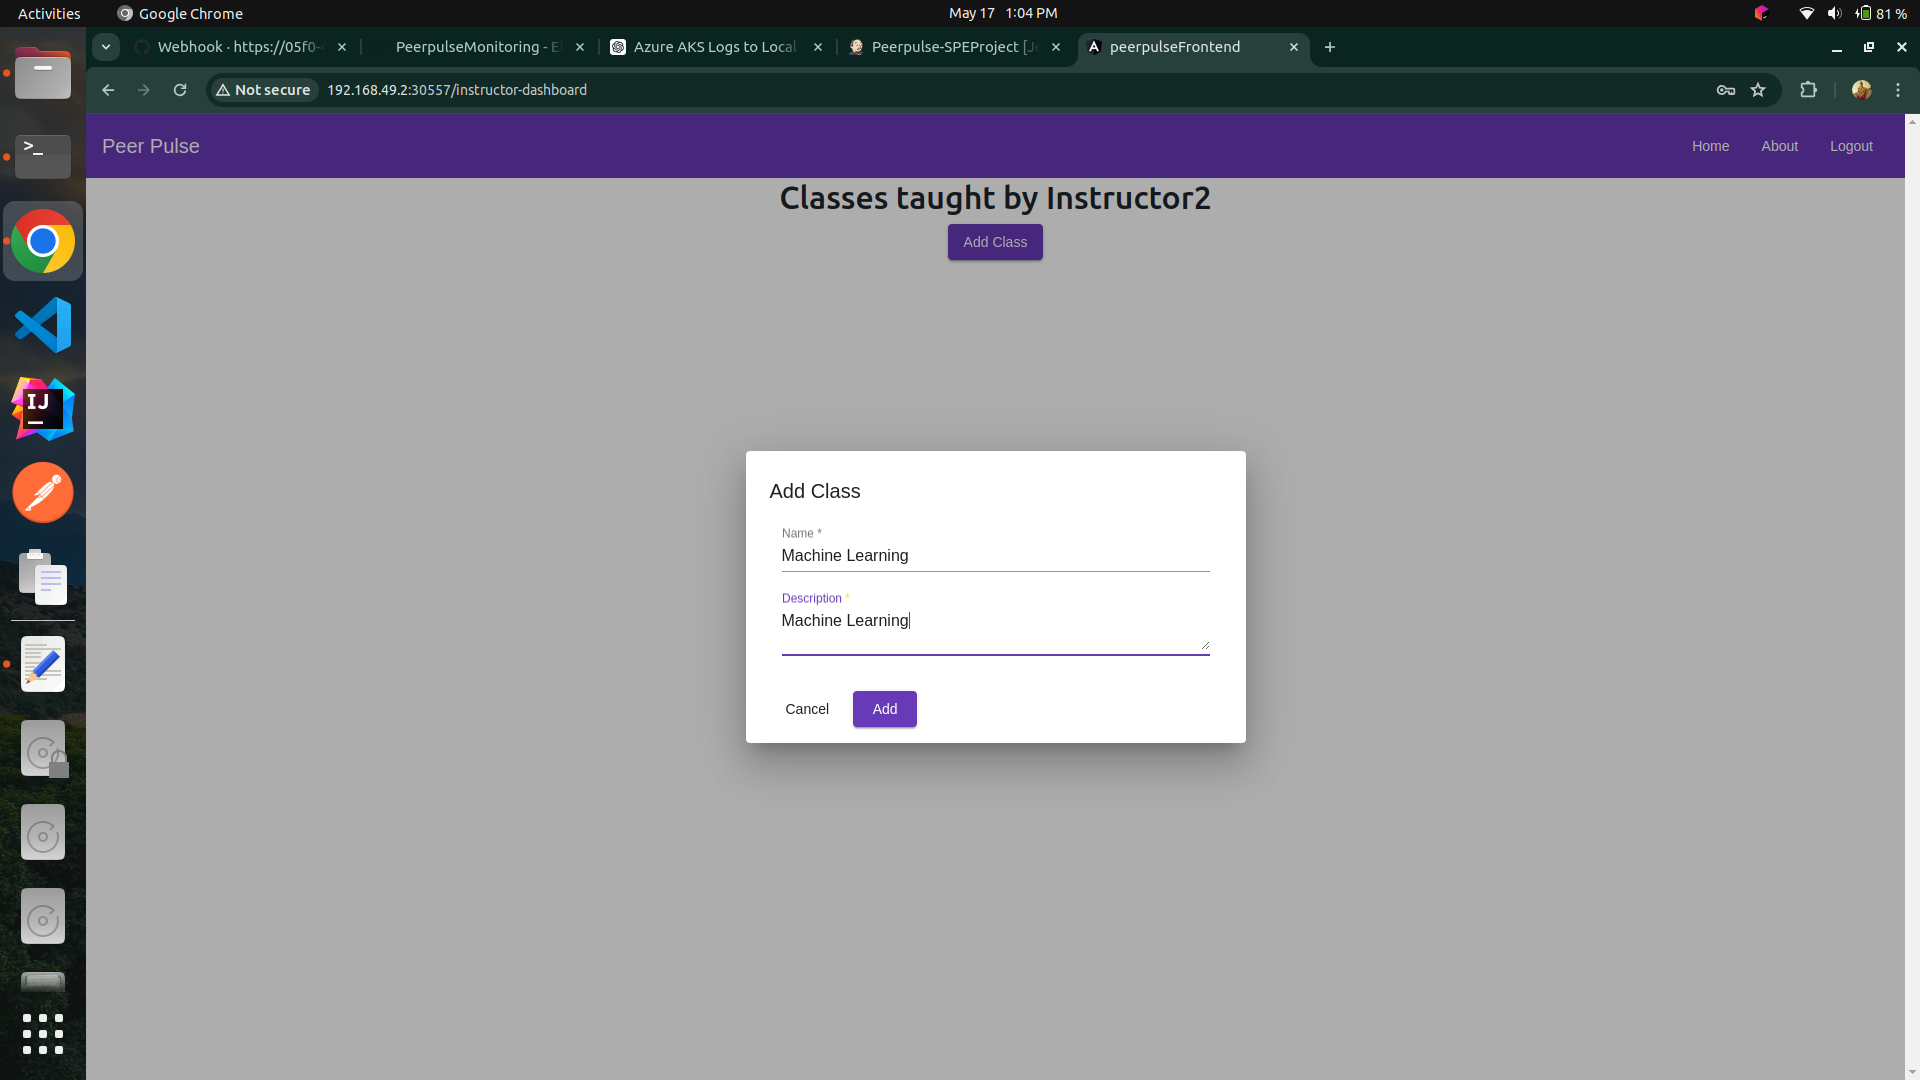 Activities
Google Chrome
May 17 1:04 PM
81 %
Webhook · https://05f0-
PeerpulseMonitoring - E
Azure AKS Logs to Local
Peerpulse-SPEProject [Je
peerpulseFrontend
Not secure
192.168.49.2:30557/instructor-dashboard
Peer Pulse
Home
About
Logout
Classes taught by Instructor2
Add Class
Add Class
Name *
Machine Learning
Description *
Machine Learning
Cancel
Add
>_
IJ